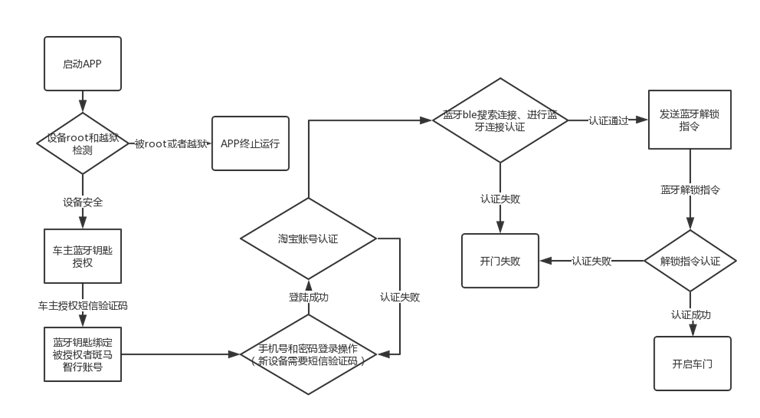 启动APP
设备root和越狱
检测
被root或者越狱
APP终止运行
设备安全
车主蓝牙钥匙
授权
车主授权短信验证码
蓝牙钥匙绑定
被授权者斑马
智行账号
手机号和密码登录操作
(新设备需要短信验证码)
登陆成功
淘宝账号认证
认证失败
蓝牙ble搜索连接、进行蓝
牙连接认证
认证通过
发送蓝牙解锁
指令
认证失败
开门失败
蓝牙解锁指令
解锁指令认证
认证失败
认证成功
开启车门